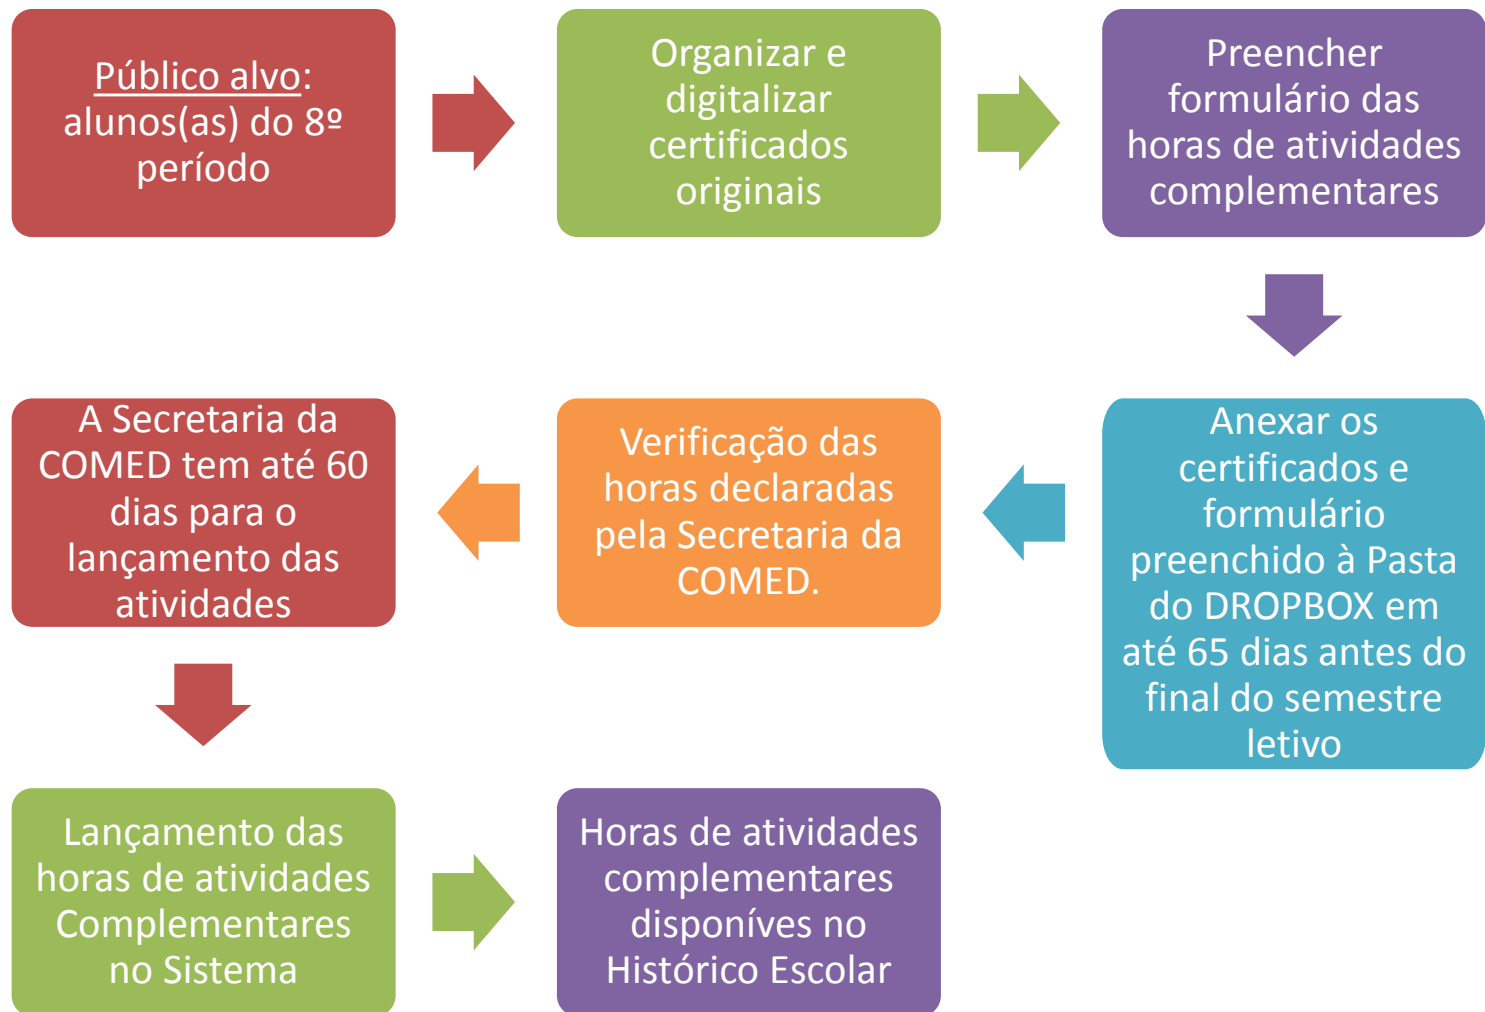 Público alvo:
alunos(as) do 8º
período
Organizar e
digitalizar
certificados
originais
Preencher
formulário das
horas de atividades
complementares
Anexar os
certificados e
formulário
preenchido à Pasta
do DROPBOX em
até 65 dias antes do
final do semestre
letivo
Verificação das
horas declaradas
pela Secretaria da
COMED.
A Secretaria da
COMED tem até 60
dias para o
lançamento das
atividades
Lançamento das
horas de atividades
Complementares
no Sistema
Horas de atividades
complementares
disponíves no
Histórico Escolar